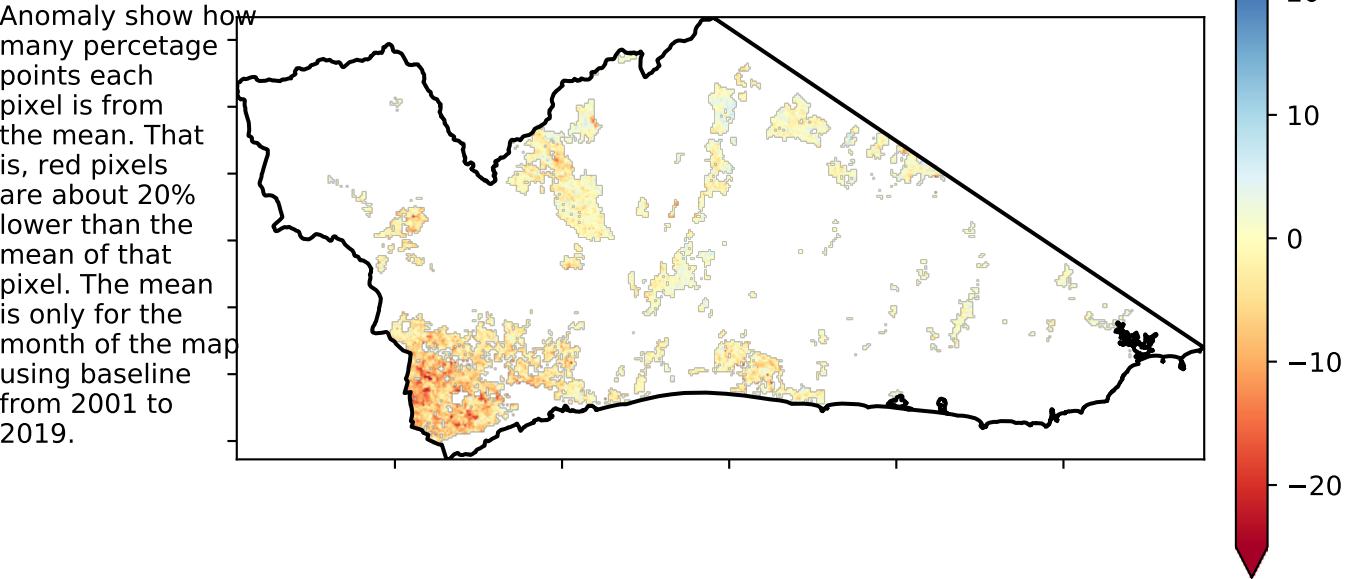 Anomaly show how
many percetage
points each
pixel is from
the mean. That
is, red pixels
are about 20%
lower than the
mean of that
pixel. The mean
is only for the
month of the map
using baseline
from 2001 to
2019.
10
0
−10
−20